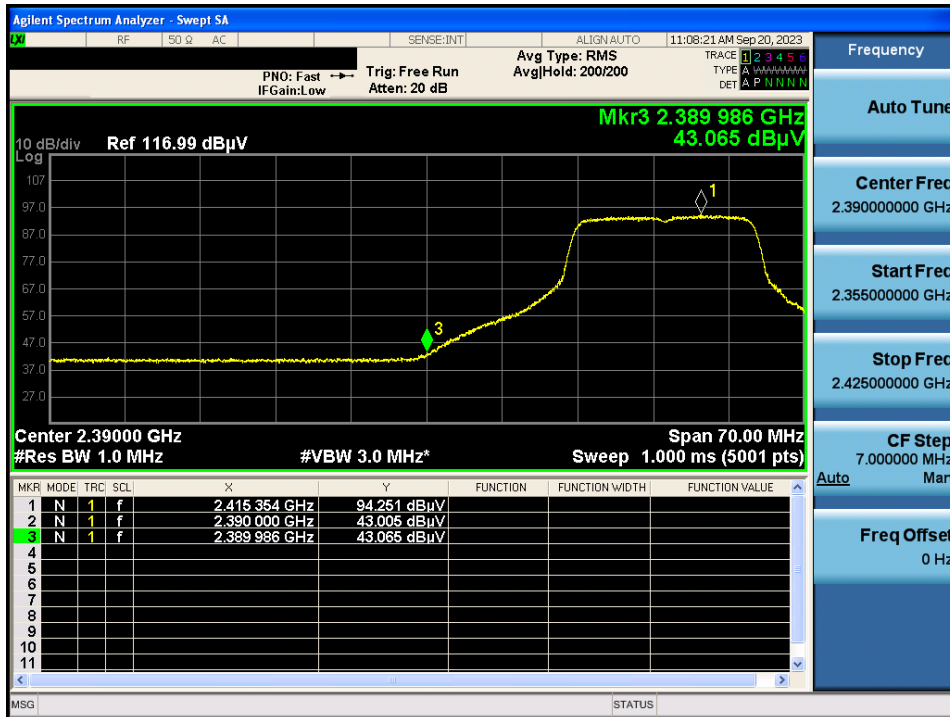 Agilent Spectrum Analyzer - Swept SA
LXI RF 50 Ω AC SENSE:INT ALIGN AUTO 11:08:21 AM Sep 20, 2023
PNO: Fast
IFGain:Low
Trig: Free Run
Atten: 20 dB
Avg Type: RMS
Avg|Hold: 200/200
TRACE 1 2 3 4 5 6
TYPE A WWWWW
DET A P N N N N
Mkr3 2.389 986 GHz
43.065 dBµV
10 dB/div Ref 116.99 dBµV
Log
107
97.0
87.0
77.0
67.0
57.0
47.0
37.0
27.0
1
3
Center 2.39000 GHz Span 70.00 MHz
#Res BW 1.0 MHz #VBW 3.0 MHz* Sweep 1.000 ms (5001 pts)
MKR MODE TRC SCL X Y FUNCTION FUNCTION WIDTH FUNCTION VALUE
1 N 1 f 2.415 354 GHz 94.251 dBµV
2 N 1 f 2.390 000 GHz 43.005 dBµV
3 N 1 f 2.389 986 GHz 43.065 dBµV
4
5
6
7
8
9
10
11
MSG STATUS
Frequency
Auto Tune
Center Freq
2.390000000 GHz
Start Freq
2.355000000 GHz
Stop Freq
2.425000000 GHz
CF Step
7.000000 MHz
Auto Man
Freq Offset
0 Hz